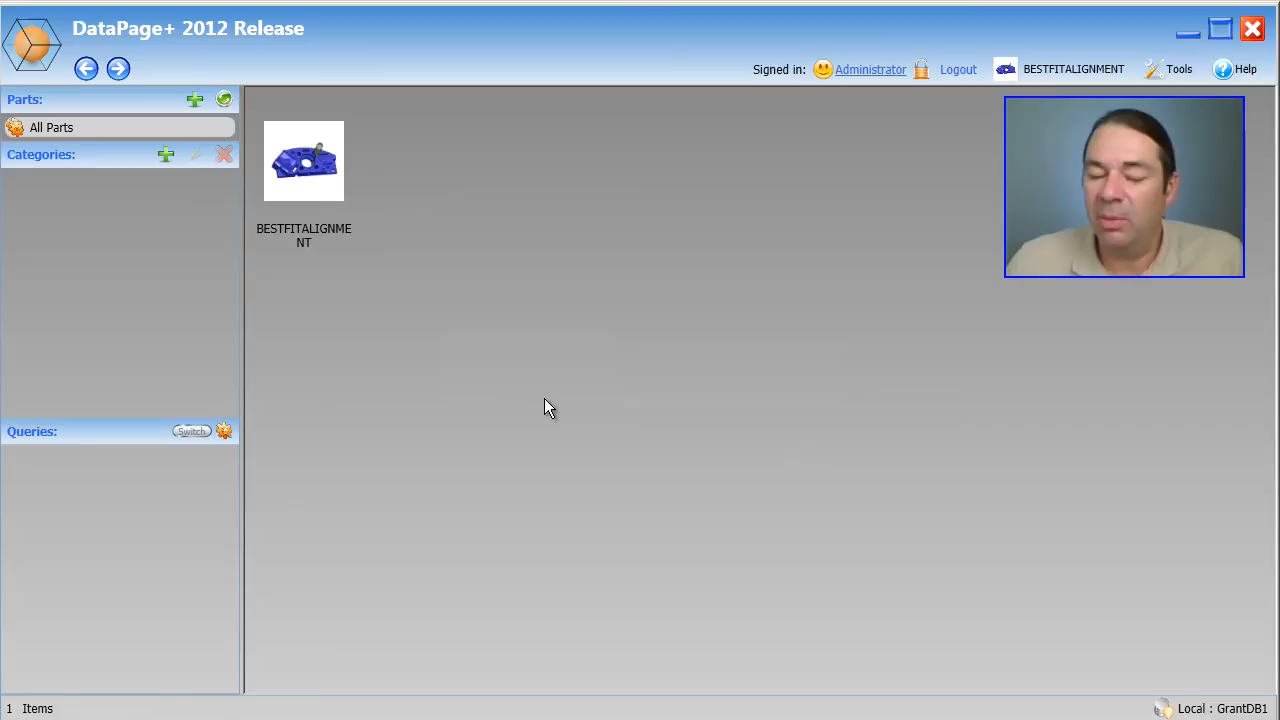 DataPage+ 2012 Release
Signed in: Administrator Logout BESTFITALIGNMENT Tools Help
Parts:
All Parts
Categories:
BESTFITALIGNME
NT
Queries: Switch
1 Items
Local : GrantDB1